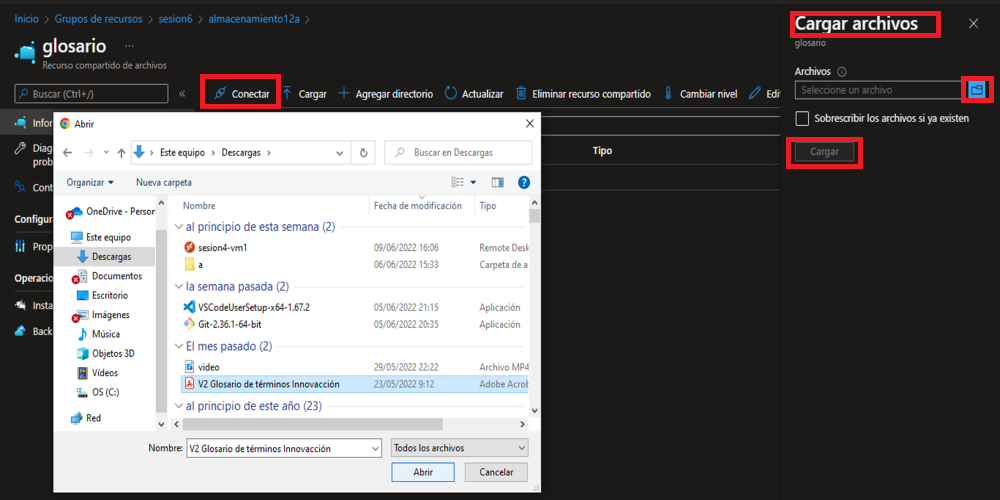 Inicio > Grupos de recursos > sesion6 > almacenamiento12a >
glosario ...
Recurso compartido de archivos
Buscar (Ctrl+/) «
Conectar Cargar Agregar directorio Actualizar Eliminar recurso compartido Cambiar nivel Edit
Infor
Diag
prob
Cont
Configura
Prop
Operacio
Insta
Back
Tipo
Abrir
Este equipo > Descargas >
Buscar en Descargas
Organizar Nueva carpeta
OneDrive - Person
Este equipo
Descargas
Documentos
Escritorio
Imágenes
Música
Objetos 3D
Vídeos
OS (C:)
Red
Nombre Fecha de modificación Tipo
al principio de esta semana (2)
sesion4-vm1 09/06/2022 16:06 Remote Desk
a 06/06/2022 15:33 Carpeta de a
la semana pasada (2)
VSCodeUserSetup-x64-1.67.2 05/06/2022 21:15 Aplicación
Git-2.36.1-64-bit 05/06/2022 20:35 Aplicación
El mes pasado (2)
video 29/05/2022 22:22 Archivo MP4
V2 Glosario de términos Innovacción 23/05/2022 9:12 Adobe Acrob
al principio de este año (23)
Nombre: V2 Glosario de términos Innovacción Todos los archivos
Abrir Cancelar
Cargar archivos
glosario
Archivos
Seleccione un archivo
Sobrescribir los archivos si ya existen
Cargar